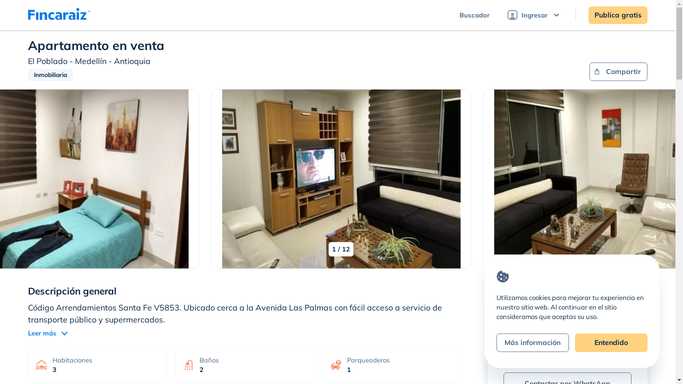 Fincaraiz
Buscador
Ingresar
Publica gratis
Apartamento en venta
El Poblado - Medellín - Antioquia
Inmobiliaria
Compartir
1 / 12
Descripción general
Código Arrendamientos Santa Fe V5853. Ubicado cerca a la Avenida Las Palmas con fácil acceso a servicio de
transporte público y supermercados.
Leer más
Habitaciones
3
Baños
2
Parqueaderos
1
Utilizamos cookies para mejorar tu experiencia en
nuestro sitio web. Al continuar en el sitio
consideramos que aceptas su uso.
Más información
Entendido
Contactar por WhatsApp